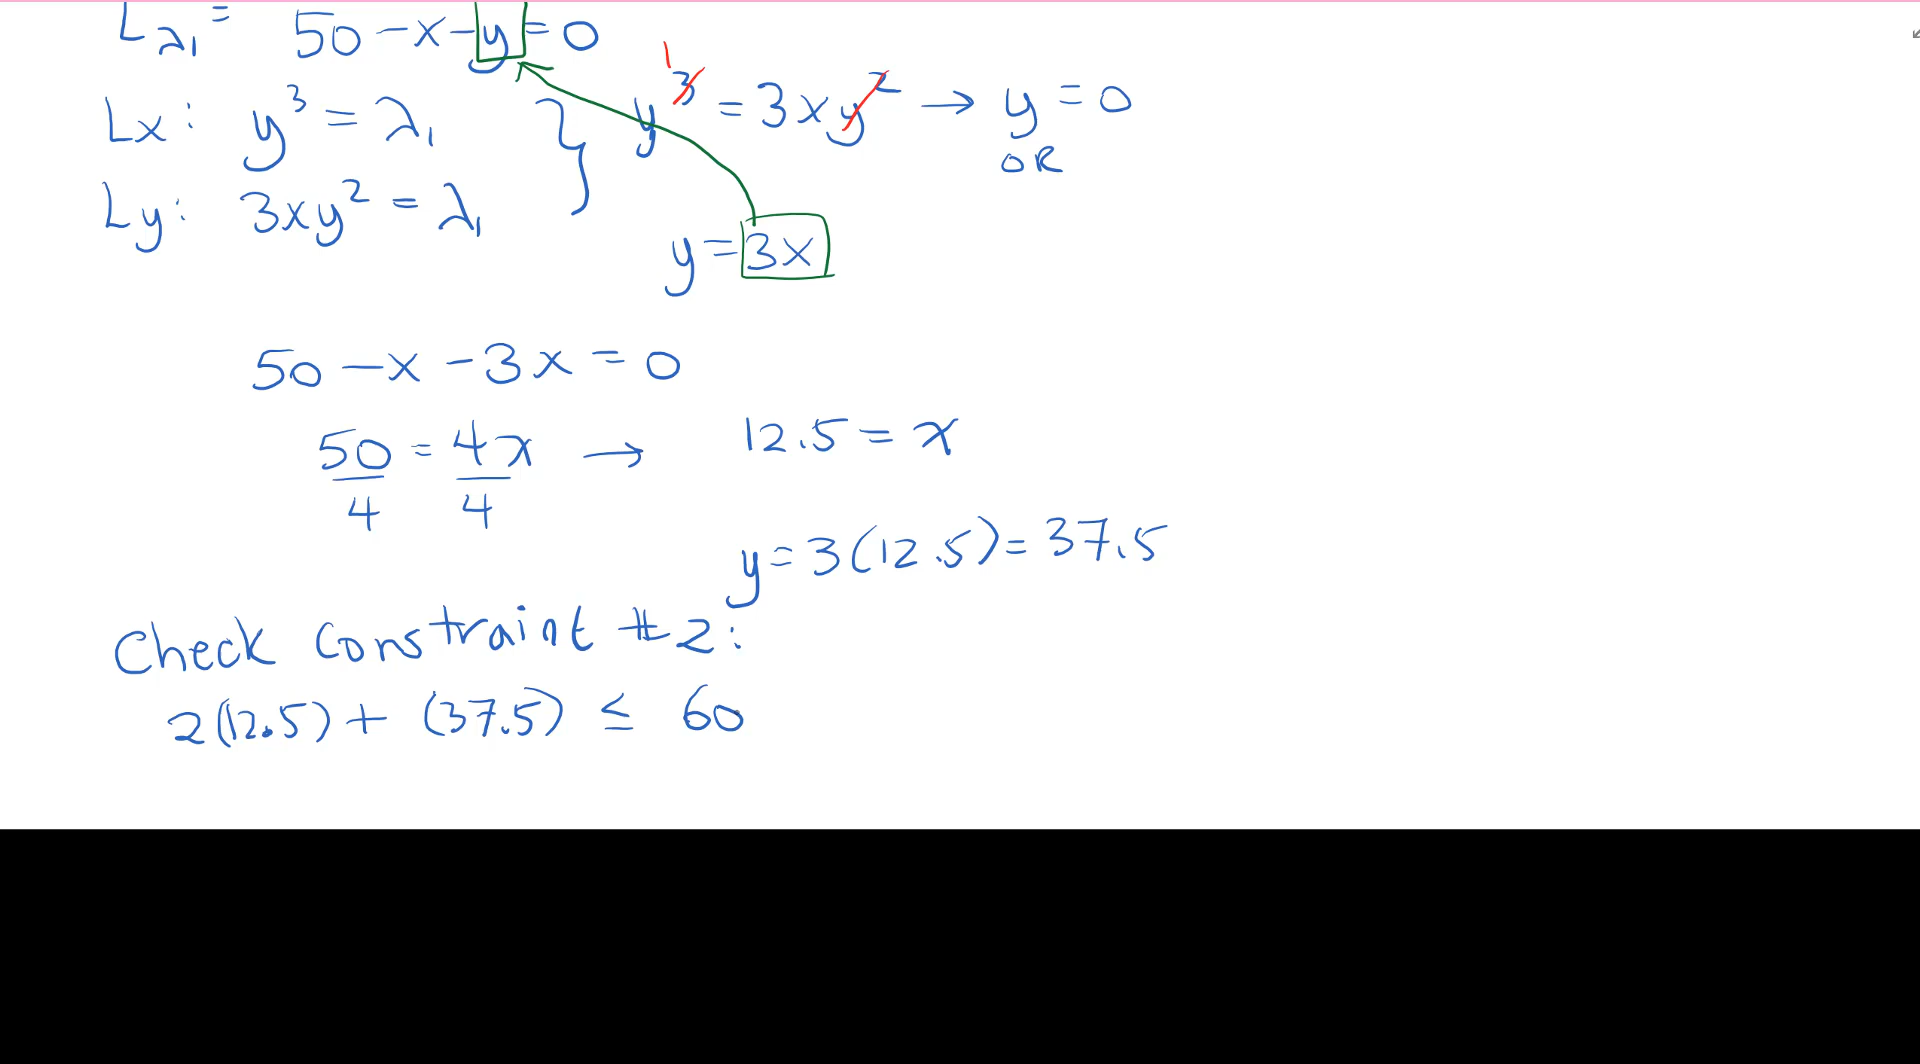 Lλ₁ = 50 - x - y = 0
Lx: y³ = λ₁ } y³ = 3xy² → y = 0
1
OR
Ly: 3xy² = λ₁
y = 3x
50 - x - 3x = 0
50/4 = 4x/4 → 12.5 = x
y = 3(12.5) = 37.5
Check Constraint #2:
2(12.5) + (37.5) ≤ 60